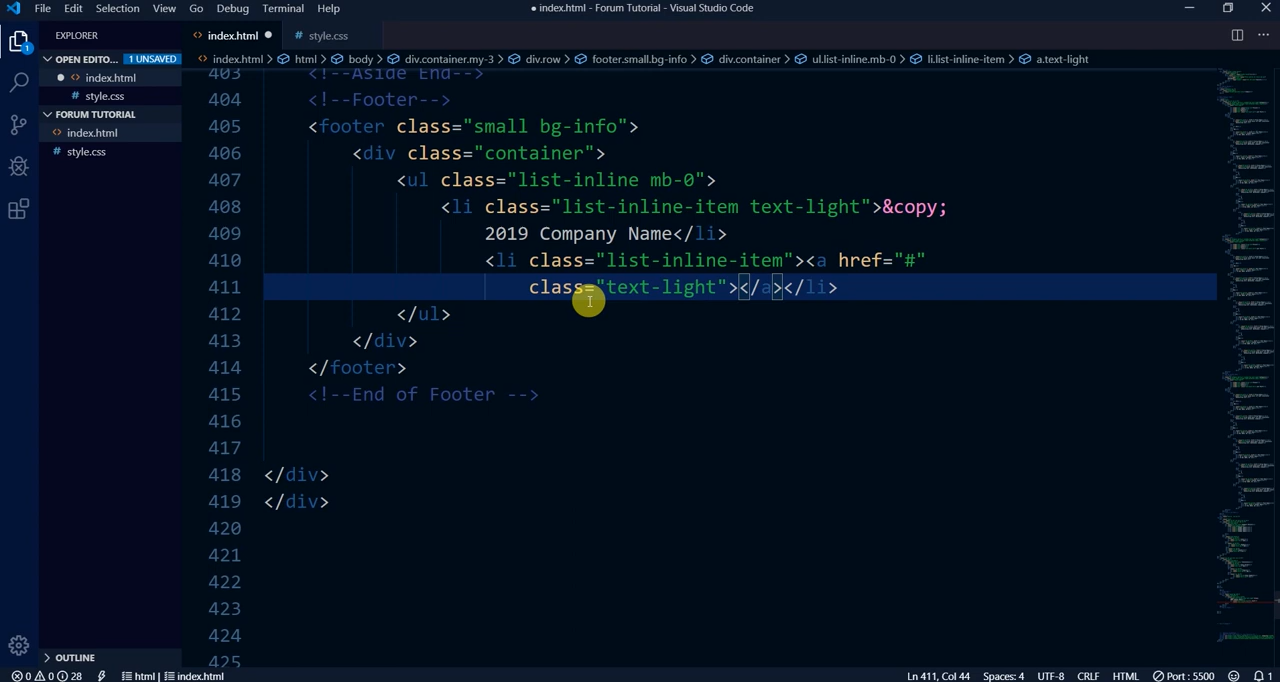 File Edit Selection View Go Debug Terminal Help
● index.html - Forum Tutorial - Visual Studio Code
EXPLORER
index.html
style.css
OPEN EDITO... 1 UNSAVED
index.html
style.css
FORUM TUTORIAL
index.html
style.css
OUTLINE
index.html > html > body > div.container.my-3 > div.row > footer.small.bg-info > div.container > ul.list-inline.mb-0 > li.list-inline-item > a.text-light
403 <!--Aside End-->
404 <!--Footer-->
405 <footer class="small bg-info">
406 <div class="container">
407 <ul class="list-inline mb-0">
408 <li class="list-inline-item text-light">&copy;
409 2019 Company Name</li>
410 <li class="list-inline-item"><a href="#"
411 class="text-light"></a></li>
412 </ul>
413 </div>
414 </footer>
415 <!--End of Footer -->
416
417
418 </div>
419 </div>
420
421
422
423
424
425
0 0 28 html | index.html
Ln 411, Col 44 Spaces: 4 UTF-8 CRLF HTML Port : 5500 1